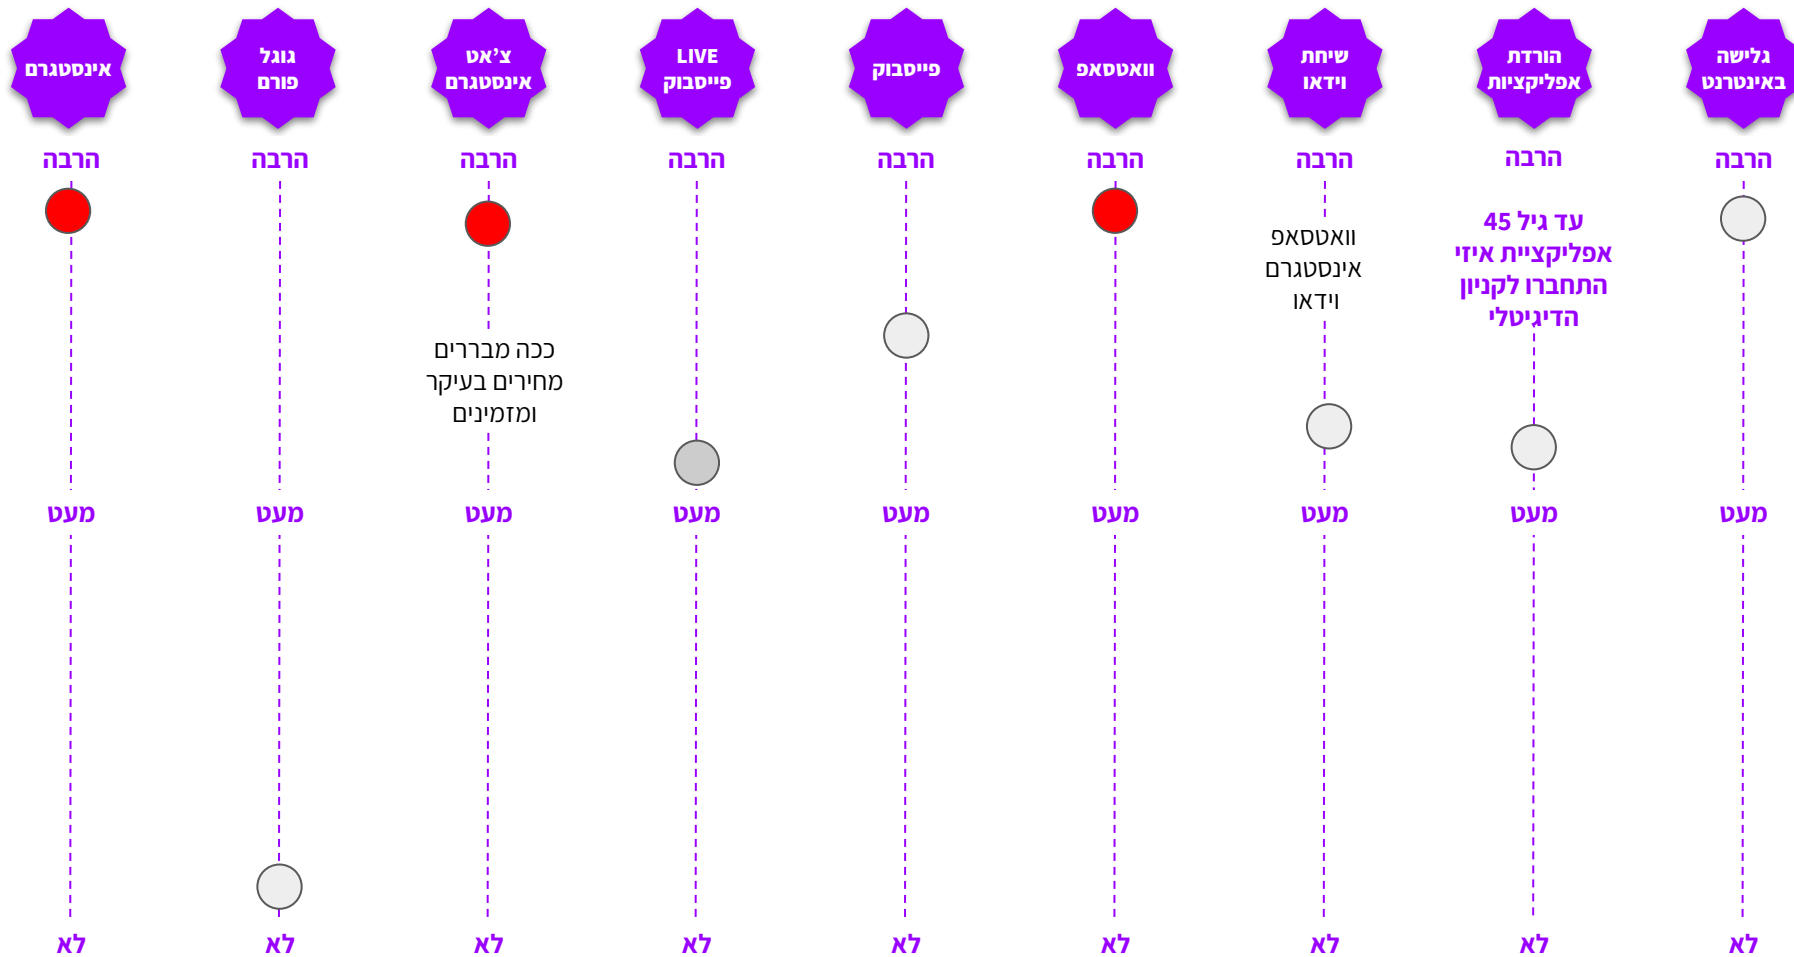 גלישה
באינטרנט
הורדת
אפליקציות
שיחת
וידאו
וואטסאפ
פייסבוק
LIVE
פייסבוק
צ'אט
אינסטגרם
גוגל
פורם
אינסטגרם
הרבה
הרבה
הרבה
הרבה
הרבה
הרבה
הרבה
הרבה
הרבה
עד גיל 45
אפליקציית איזי
התחברו לקניון
הדיגיטלי
וואטסאפ
אינסטגרם
וידאו
ככה מבררים
מחירים בעיקר
ומזמינים
מעט
מעט
מעט
מעט
מעט
מעט
מעט
מעט
מעט
לא
לא
לא
לא
לא
לא
לא
לא
לא